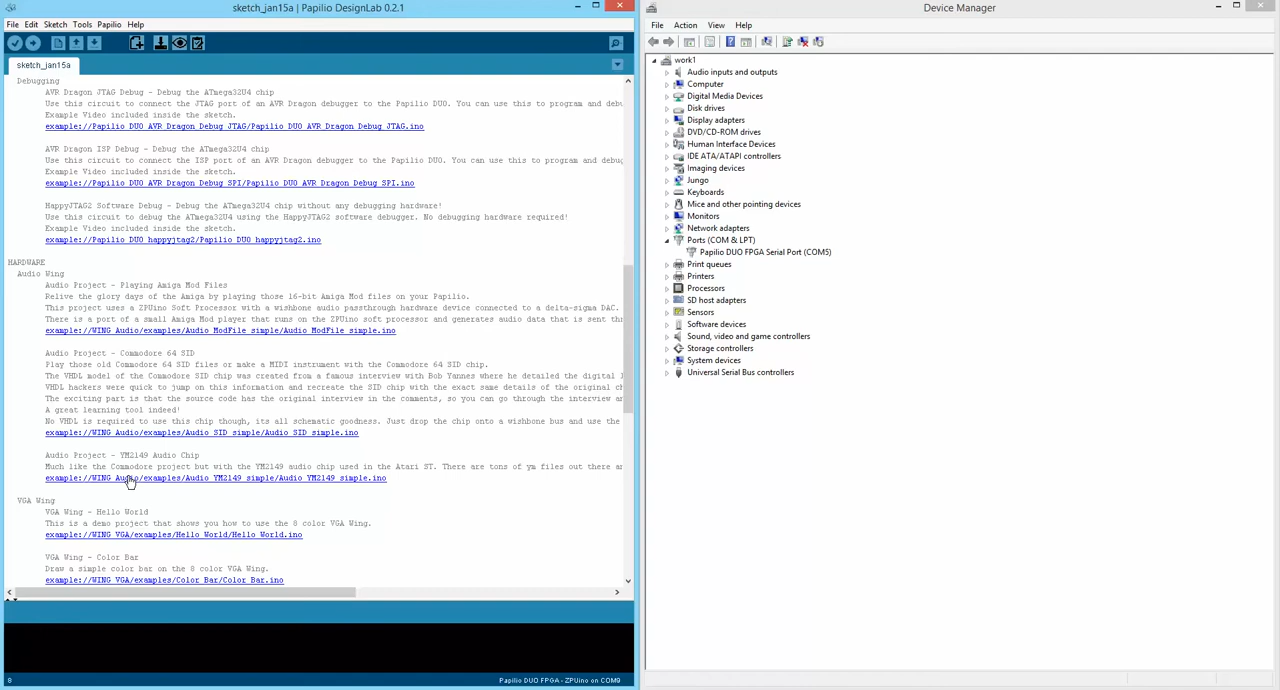 sketch_jan15a | Papilio DesignLab 0.2.1
File Edit Sketch Tools Papilio Help
sketch_jan15a
Debugging
AVR Dragon JTAG Debug - Debug the ATmega32U4 chip
Use this circuit to connect the JTAG port of an AVR Dragon debugger to the Papilio DUO. You can use this to program and debu
Example Video included inside the sketch.
example://Papilio_DUO_AVR_Dragon_Debug_JTAG/Papilio_DUO_AVR_Dragon_Debug_JTAG.ino
AVR Dragon ISP Debug - Debug the ATmega32U4 chip
Use this circuit to connect the ISP port of an AVR Dragon debugger to the Papilio DUO. You can use this to program and debug
Example Video included inside the sketch.
example://Papilio_DUO_AVR_Dragon_Debug_SPI/Papilio_DUO_AVR_Dragon_Debug_SPI.ino
HappyJTAG2 Software Debug - Debug the ATmega32U4 chip without any debugging hardware!
Use this circuit to debug the ATmega32U4 using the HappyJTAG2 software debugger. No debugging hardware required!
Example Video included inside the sketch.
example://Papilio_DUO_happyjtag2/Papilio_DUO_happyjtag2.ino
HARDWARE
Audio Wing
Audio Project - Playing Amiga Mod Files
Relive the glory days of the Amiga by playing those 16-bit Amiga Mod files on your Papilio.
This project uses a ZPUino Soft Processor with a wishbone audio passthrough hardware device connected to a delta-sigma DAC.
There is a port of a small Amiga Mod player that runs on the ZPUino soft processor and generates audio data that is sent thr
example://WING_Audio/examples/Audio_ModFile_simple/Audio_ModFile_simple.ino
Audio Project - Commodore 64 SID
Play those old Commodore 64 SID files or make a MIDI instrument with the Commodore 64 SID chip.
The VHDL model of the Commodore SID chip was created from a famous interview with Bob Yannes where he detailed the digital l
VHDL hackers were quick to jump on this information and recreate the SID chip with the exact same details of the original ch
The exciting part is that the source code has the original interview in the comments, so you can go through the interview an
A great learning tool indeed!
No VHDL is required to use this chip though, its all schematic goodness. Just drop the chip onto a wishbone bus and use the
example://WING_Audio/examples/Audio_SID_simple/Audio_SID_simple.ino
Audio Project - YM2149 Audio Chip
Much like the Commodore project but with the YM2149 audio chip used in the Atari ST. There are tons of ym files out there an
example://WING_Audio/examples/Audio_YM2149_simple/Audio_YM2149_simple.ino
VGA Wing
VGA Wing - Hello World
This is a demo project that shows you how to use the 8 color VGA Wing.
example://WING_VGA/examples/Hello_World/Hello_World.ino
VGA Wing - Color Bar
Draw a simple color bar on the 8 color VGA Wing.
example://WING_VGA/examples/Color_Bar/Color_Bar.ino
8
Papilio DUO FPGA - ZPUino on COM9
Device Manager
File Action View Help
work1
Audio inputs and outputs
Computer
Digital Media Devices
Disk drives
Display adapters
DVD/CD-ROM drives
Human Interface Devices
IDE ATA/ATAPI controllers
Imaging devices
Jungo
Keyboards
Mice and other pointing devices
Monitors
Network adapters
Ports (COM & LPT)
Papilio DUO FPGA Serial Port (COM5)
Print queues
Printers
Processors
SD host adapters
Sensors
Software devices
Sound, video and game controllers
Storage controllers
System devices
Universal Serial Bus controllers